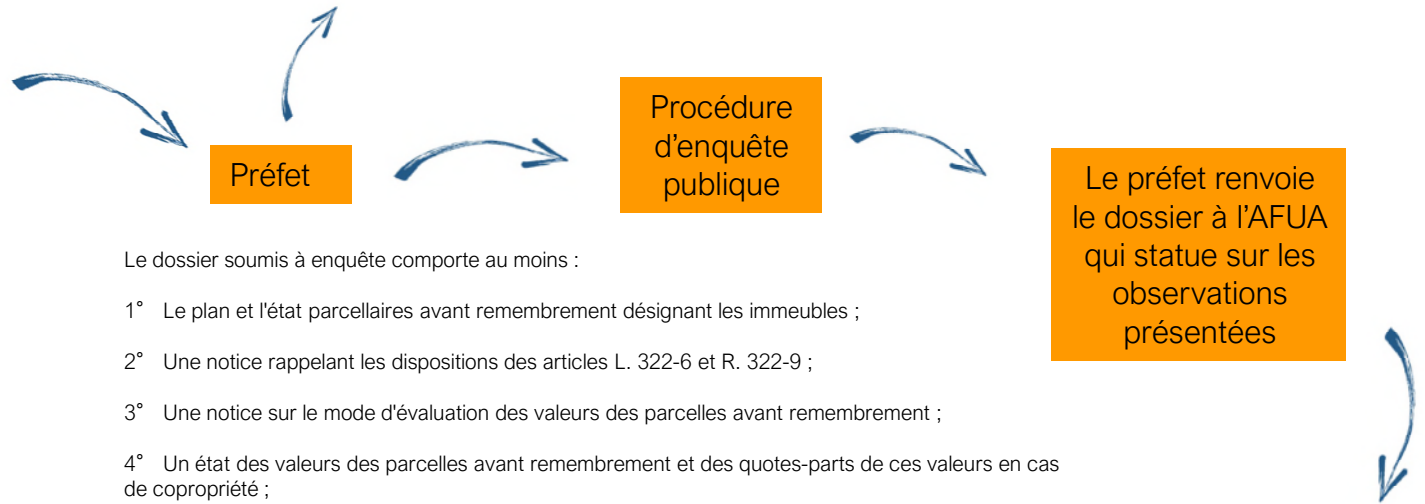 Préfet
Procédure
d'enquête
publique
Le préfet renvoie
le dossier à l'AFUA
qui statue sur les
observations
présentées
Le dossier soumis à enquête comporte au moins :
1° Le plan et l'état parcellaires avant remembrement désignant les immeubles ;
2° Une notice rappelant les dispositions des articles L. 322-6 et R. 322-9 ;
3° Une notice sur le mode d'évaluation des valeurs des parcelles avant remembrement ;
4° Un état des valeurs des parcelles avant remembrement et des quotes-parts de ces valeurs en cas
de copropriété ;